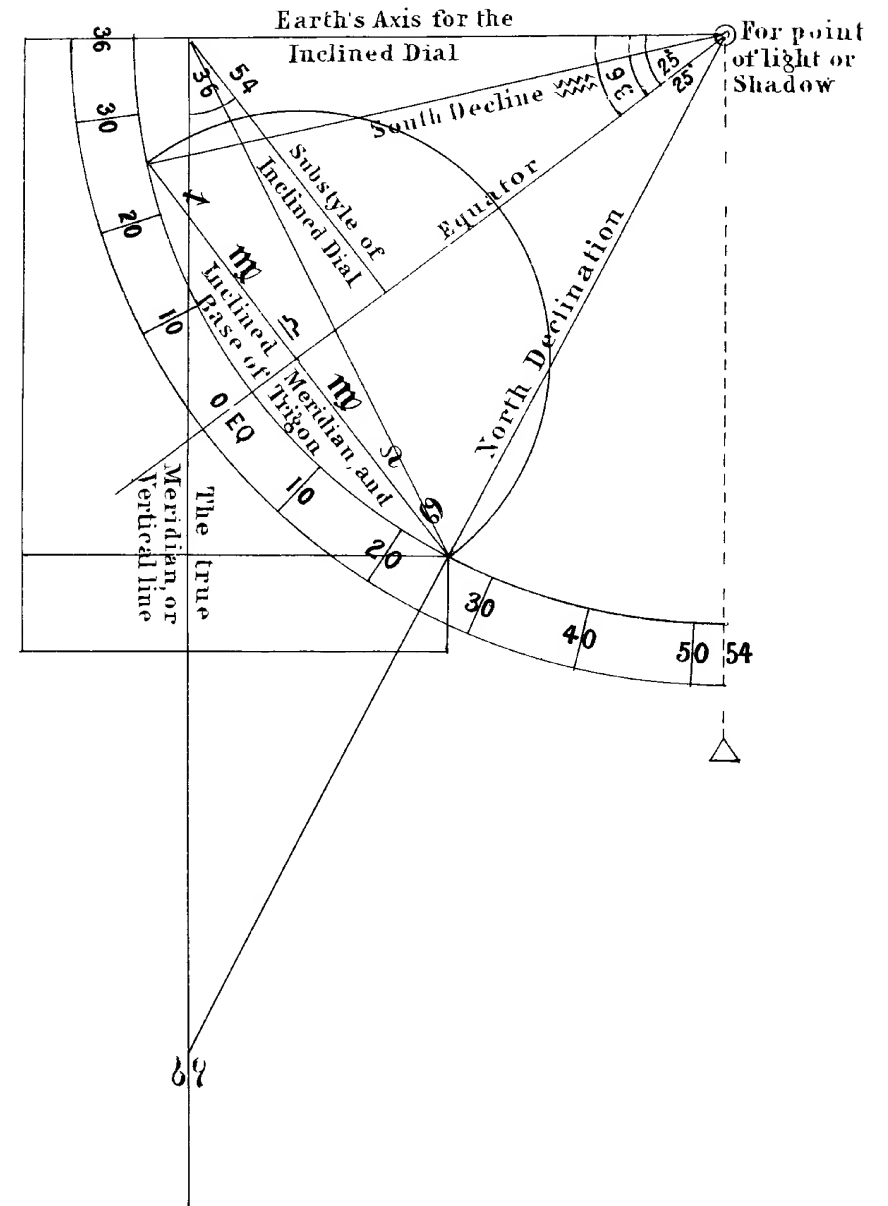 Earth's Axis for the
Inclined Dial
For point
of light or
Shadow
36
30
20
10
0 EQ
10
20
30
40
50 54
36
54
36
25°
25°
South Decline ♒
Equator
North Declination
Substyle of
Inclined Dial
♐
♏
♎
♍
♌
♋
Inclined Meridian, and
Base of Trigon
The true
Meridian, or
Vertical line